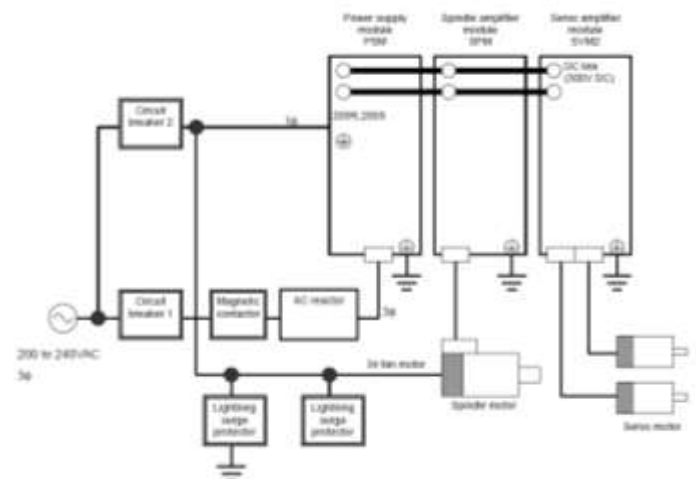 Power supply
module
PSM
Spindle amplifier
module
SPM
Servo amplifier
module
SVM2
DC link
(300V DC)
Circuit
breaker 2
1φ
200R,200S
Circuit
breaker 1
Magnetic
contactor
AC reactor
3φ
200 to 240VAC
3φ
3φ fan motor
Lightning
surge
protector
Lightning
surge
protector
Spindle motor
Servo motor